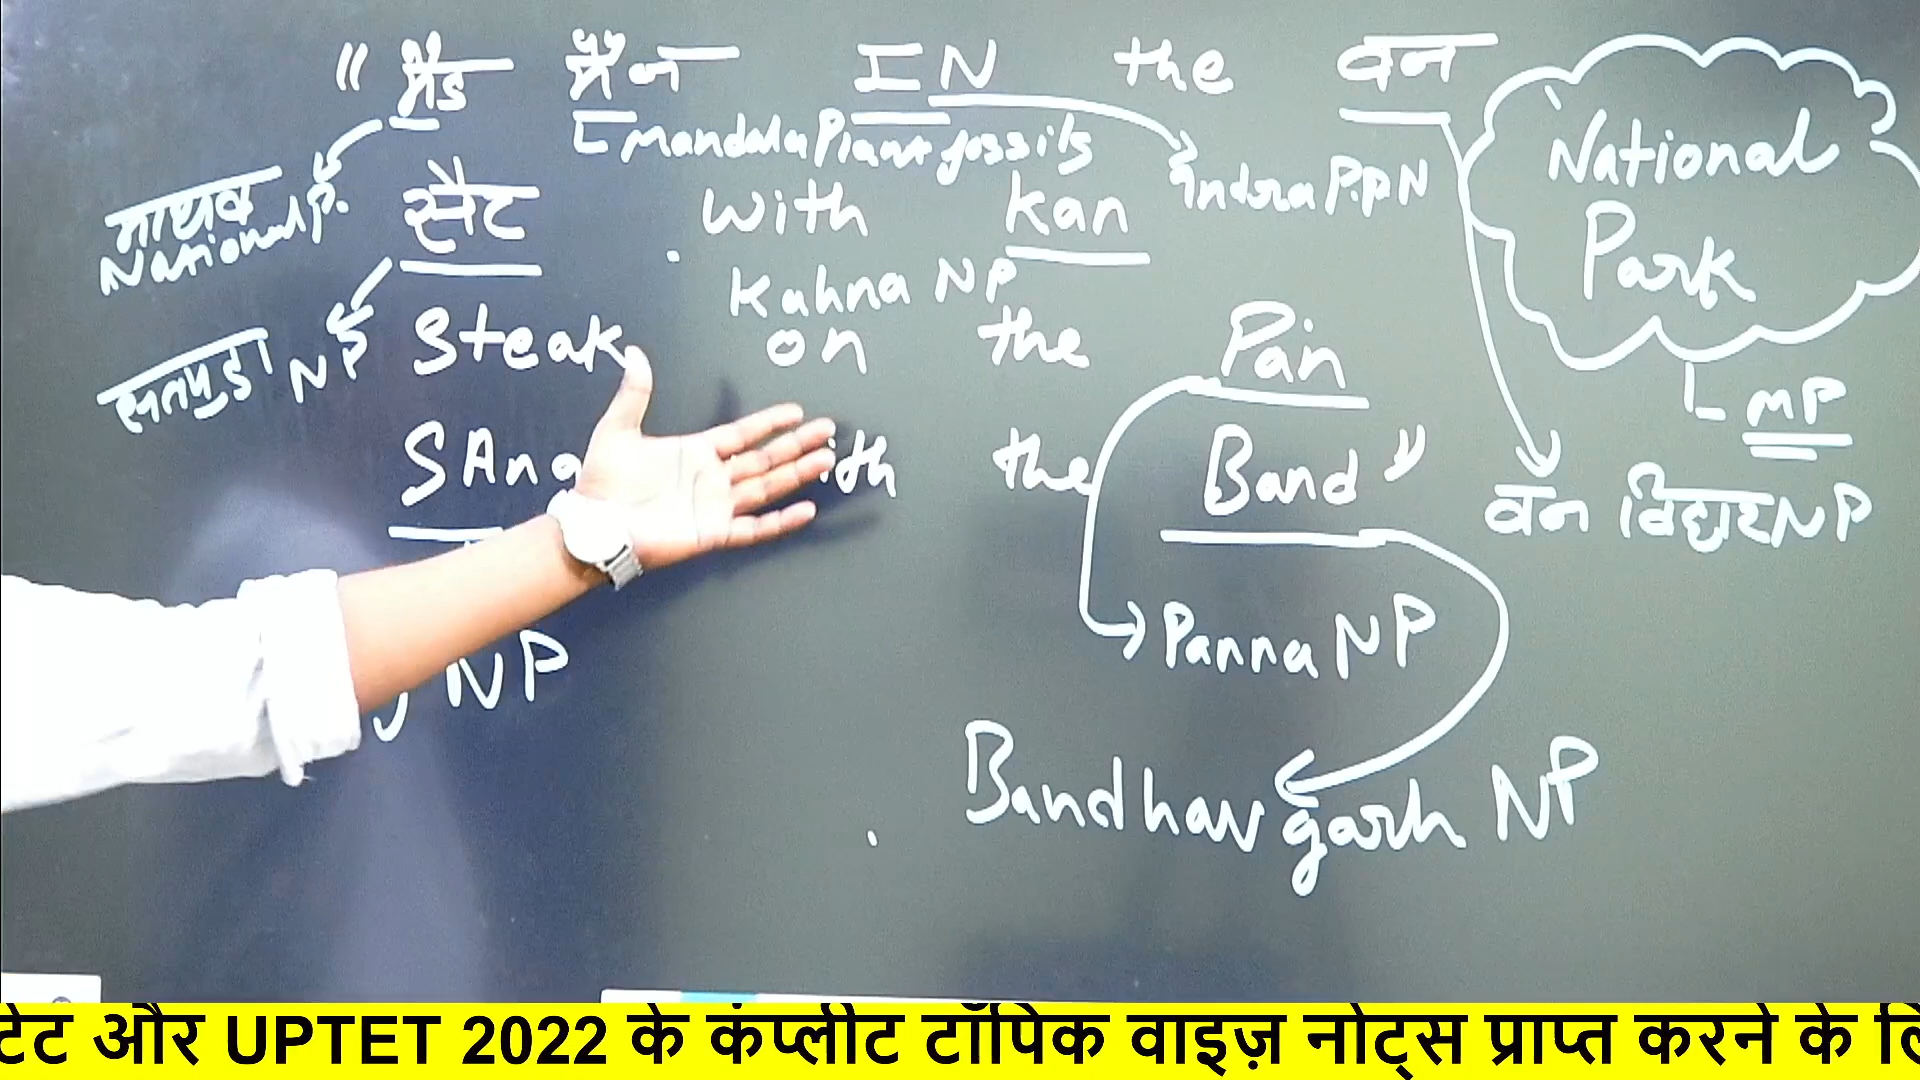 " मैड मैन IN the वन
Mandala Plant fossils
Indra P.P N
माधव
National P.
सैट with Kan
Kahna NP
सतपुड़ा NP
Steak on the Pan
SAng the Band "
National
Park
MP
वन विहार NP
NP
Panna NP
Bandhavgarh NP
टेट और UPTET 2022 के कंप्लीट टॉपिक वाइज़ नोट्स प्राप्त करने के लि